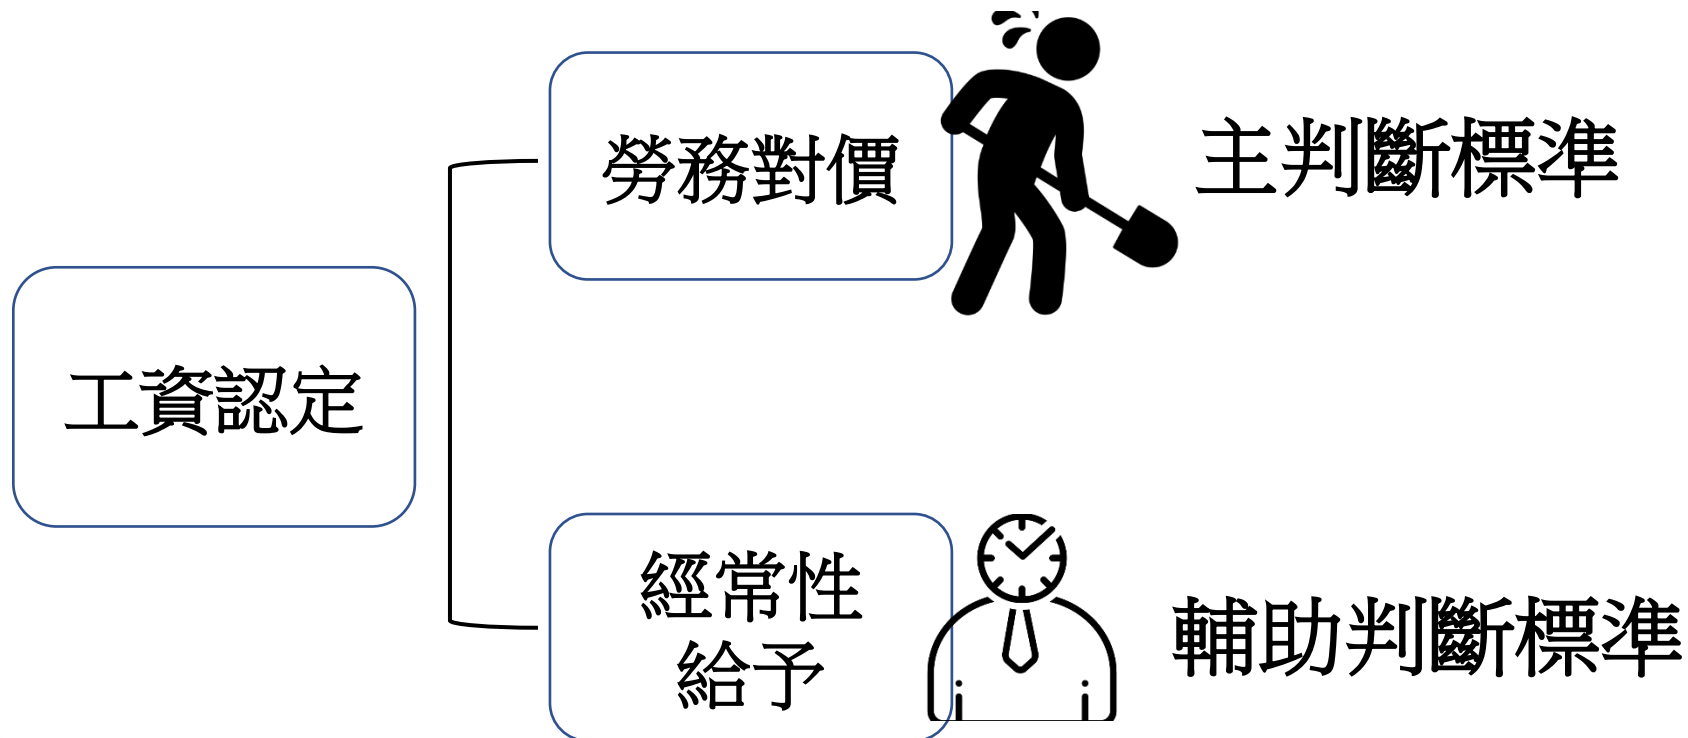 勞務對價
主判斷標準
工資認定
經常性
給予
輔助判斷標準